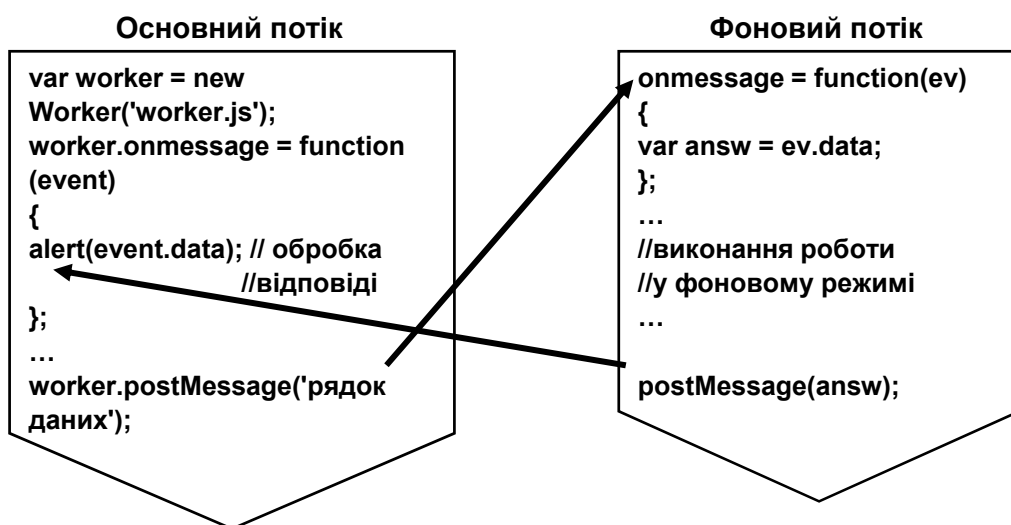 Основний потік
var worker = new
Worker('worker.js');
worker.onmessage = function
(event)
{
alert(event.data); // обробка
//відповіді
};
…
worker.postMessage('рядок
даних');
Фоновий потік
onmessage = function(ev)
{
var answ = ev.data;
};
…
//виконання роботи
//у фоновому режимі
…
postMessage(answ);